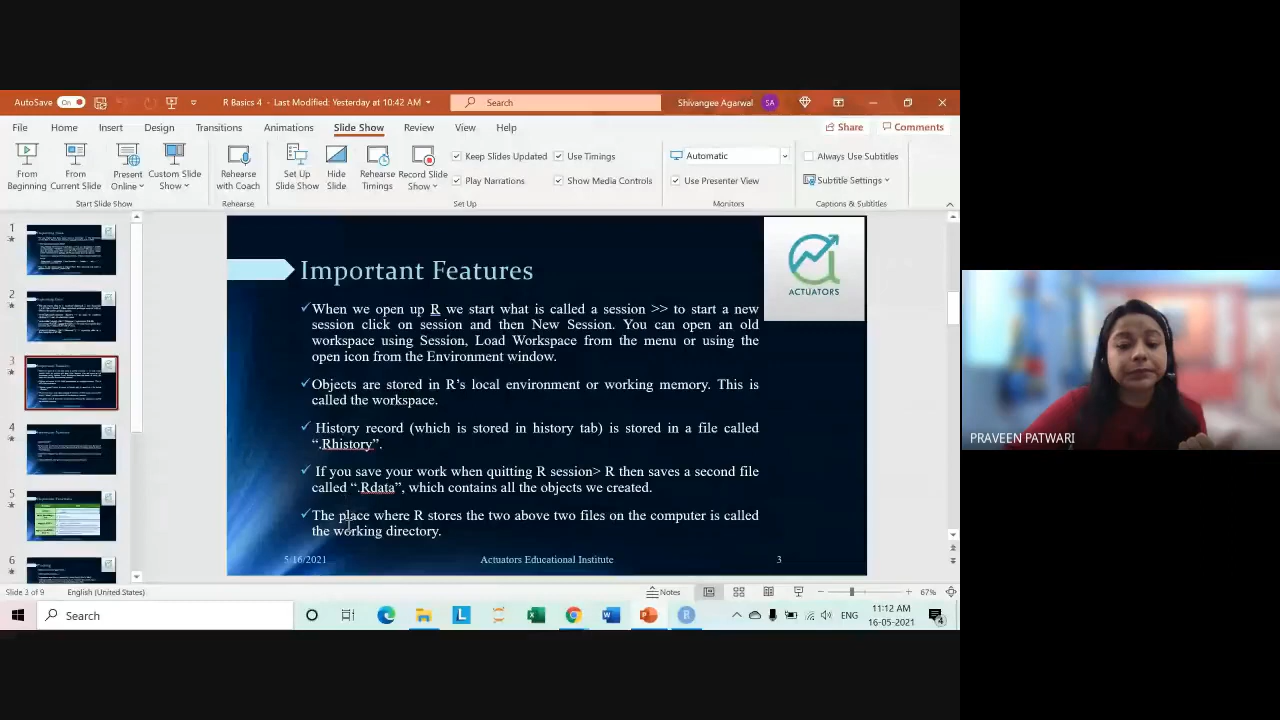 AutoSave On R Basics 4 - Last Modified: Yesterday at 10:42 AM Search Shivangee Agarwal SA
File Home Insert Design Transitions Animations Slide Show Review View Help Share Comments
From Beginning
From Current Slide
Present Online
Custom Slide Show
Start Slide Show
Rehearse with Coach
Rehearse
Set Up Slide Show
Hide Slide
Rehearse Timings
Record Slide Show
Keep Slides Updated Use Timings
Play Narrations Show Media Controls
Set Up
Automatic
Use Presenter View
Monitors
Always Use Subtitles
Subtitle Settings
Captions & Subtitles
1
2
3
4
5
6
Important Features
ACTUATORS
✓When we open up R we start what is called a session >> to start a new
session click on session and then New Session. You can open an old
workspace using Session, Load Workspace from the menu or using the
open icon from the Environment window.
✓Objects are stored in R’s local environment or working memory. This is
called the workspace.
✓ History record (which is stored in history tab) is stored in a file called
“.Rhistory”.
✓ If you save your work when quitting R session> R then saves a second file
called “.Rdata”, which contains all the objects we created.
✓The place where R stores the two above two files on the computer is called
the working directory.
5/16/2021 Actuators Educational Institute 3
PRAVEEN PATWARI
Slide 3 of 9 English (United States) Notes 67%
Search ENG 11:12 AM
16-05-2021 4